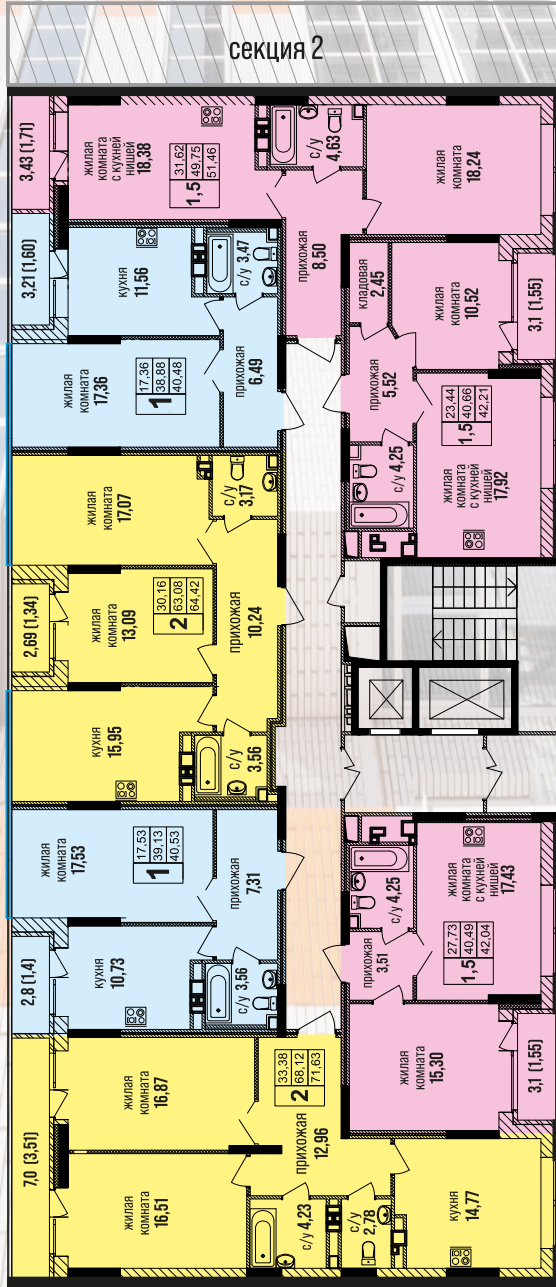 секция 2
3,43 (1,71)
жилая
комната
с кухней
нишей
18,38
31,62
49,75
51,46
1,5
с/у
4,63
жилая
комната
18,24
прихожая
8,50
3,21 (1,60)
кухня
11,56
с/у 3,47
жилая
комната
17,36
17,36
38,88
40,48
1
прихожая
6,49
кладовая
2,45
жилая
комната
10,52
3,1 (1,55)
прихожая
5,52
23,44
40,66
42,21
1,5
с/у 4,25
жилая
комната
с кухней
нишей
17,92
жилая
комната
17,07
с/у
3,17
2,69 (1,34)
жилая
комната
13,09
30,16
63,08
64,42
2
прихожая
10,24
кухня
15,95
с/у
3,56
жилая
комната
17,53
17,53
39,13
40,53
1
прихожая
7,31
2,8 (1,4)
кухня
10,73
с/у 3,56
с/у 4,25
жилая
комната
с кухней
нишей
17,43
прихожая
3,51
27,73
40,49
42,04
1,5
жилая
комната
15,30
3,1 (1,55)
7,0 (3,51)
жилая
комната
16,87
33,38
68,12
71,63
2
прихожая
12,96
жилая
комната
16,51
с/у 4,23
с/у
2,78
кухня
14,77